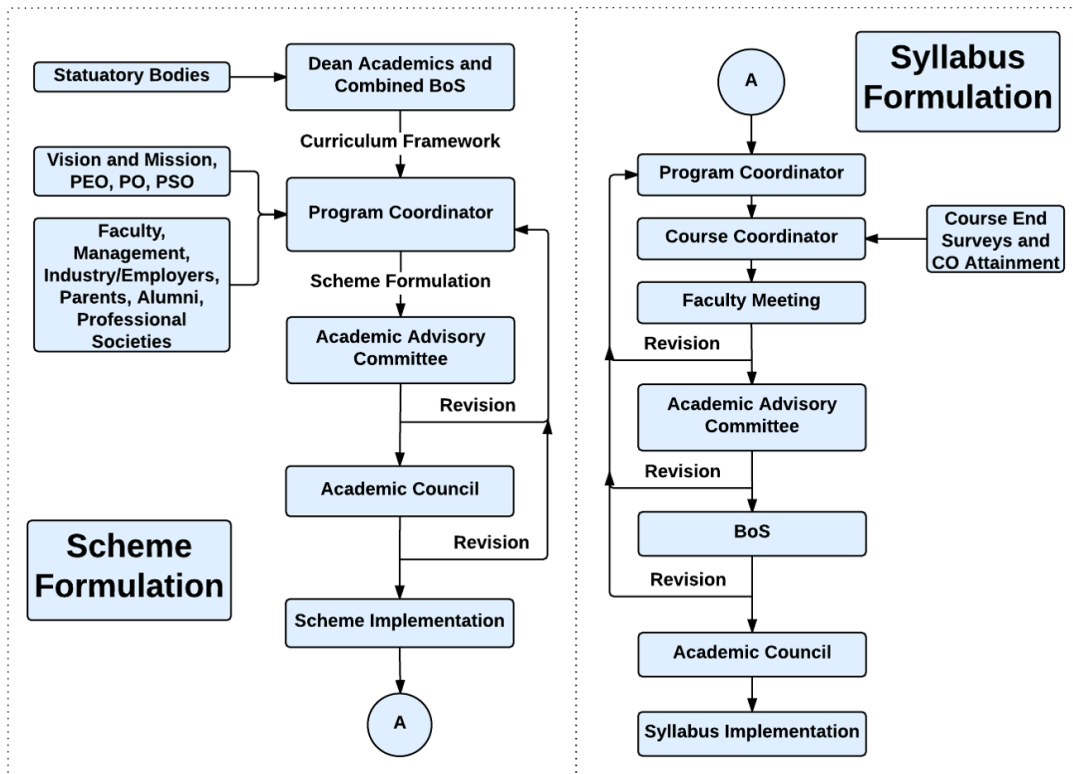 Statuatory Bodies
Dean Academics and
Combined BoS
Curriculum Framework
Vision and Mission,
PEO, PO, PSO
Program Coordinator
Faculty,
Management,
Industry/Employers,
Parents, Alumni,
Professional
Societies
Scheme Formulation
Academic Advisory
Committee
Revision
Academic Council
Revision
Scheme
Formulation
Scheme Implementation
A
Syllabus
Formulation
A
Program Coordinator
Course Coordinator
Course End
Surveys and
CO Attainment
Faculty Meeting
Revision
Academic Advisory
Committee
Revision
BoS
Revision
Academic Council
Syllabus Implementation